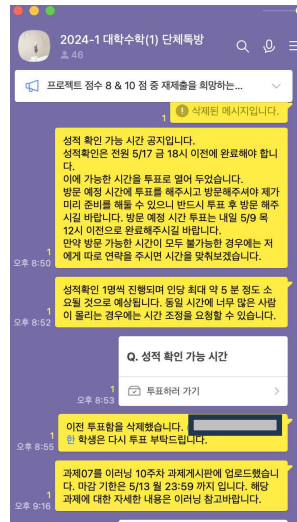 2024-1 대학수학(1) 단체톡방
46
프로젝트 점수 8 & 10 점 중 재제출을 희망하는...
1
삭제된 메시지입니다.
성적 확인 가능 시간 공지입니다.
성적확인은 전원 5/17 금 18시 이전에 완료해야 합니
다.
이에 가능한 시간을 투표로 열어 두었습니다.
방문 예정 시간에 투표를 해주시고 방문해주셔야 제가
미리 준비를 해둘 수 있으니 반드시 투표 후 방문 해주
시길 바랍니다. 방문 예정 시간 투표는 내일 5/9 목
12시 이전으로 완료해주시길 바랍니다.
만약 방문 가능한 시간이 모두 불가능한 경우에는 저
에게 따로 연락을 주시면 시간을 맞춰보겠습니다.
1
오후 8:50
성적확인 1명씩 진행되며 인당 최대 약 5 분 정도 소
요될 것으로 예상됩니다. 동일 시간에 너무 많은 사람
이 몰리는 경우에는 시간 조정을 요청할 수 있습니다.
1
오후 8:52
Q. 성적 확인 가능 시간
투표하러 가기
1
오후 8:53
이전 투표함을 삭제했습니다.
한 학생은 다시 투표 부탁드립니다.
1
오후 8:55
과제07를 이러닝 10주차 과제게시판에 업로드했습니
다. 마감 기한은 5/13 월 23:59 까지 입니다. 해당
과제에 대한 자세한 내용은 이러닝 참고바랍니다.
1
오후 9:16